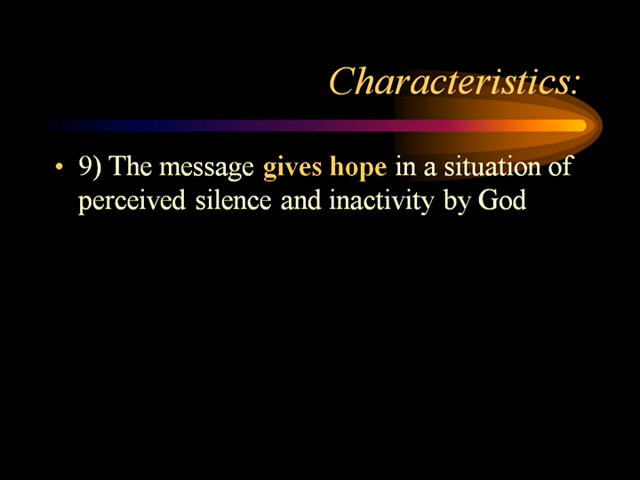 Characteristics:
• 9) The message gives hope in a situation of
perceived silence and inactivity by God